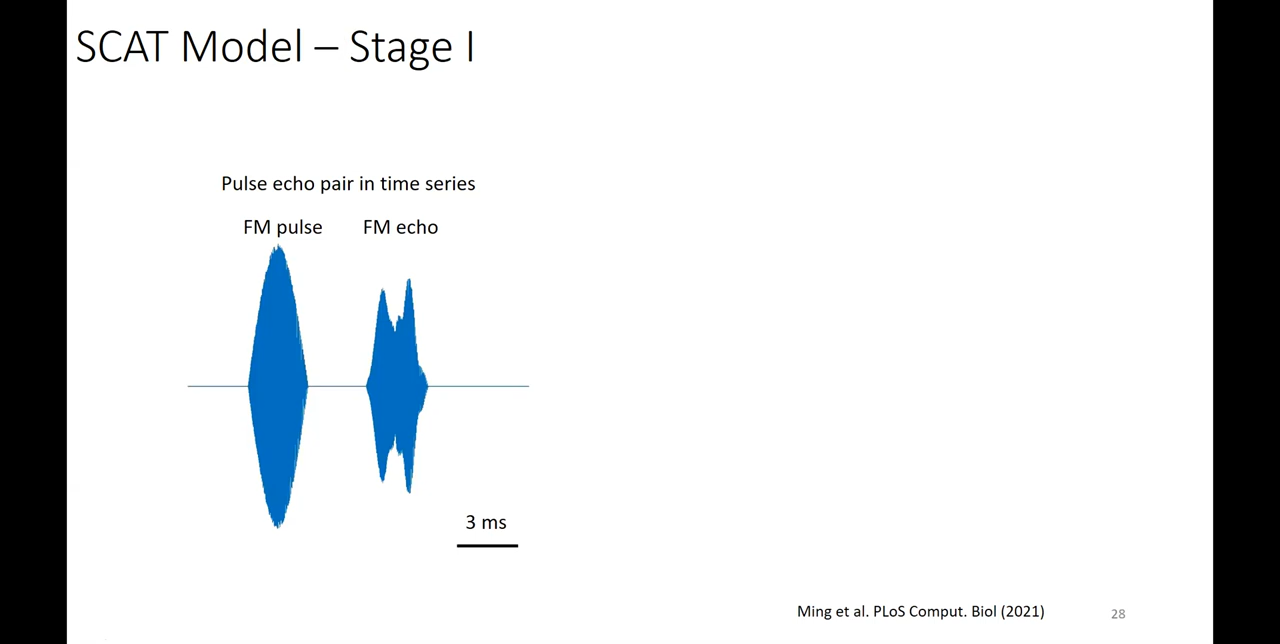 SCAT Model – Stage I
Pulse echo pair in time series
FM pulse FM echo
3 ms
Ming et al. PLoS Comput. Biol (2021)
28